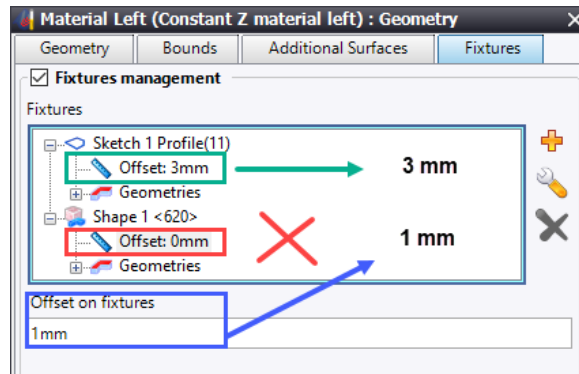 Material Left (Constant Z material left) : Geometry
Geometry Bounds Additional Surfaces Fixtures
Fixtures management
Fixtures
Sketch 1 Profile(11)
Offset: 3mm 3 mm
Geometries
Shape 1 <620>
Offset: 0mm 1 mm
Geometries
Offset on fixtures
1mm